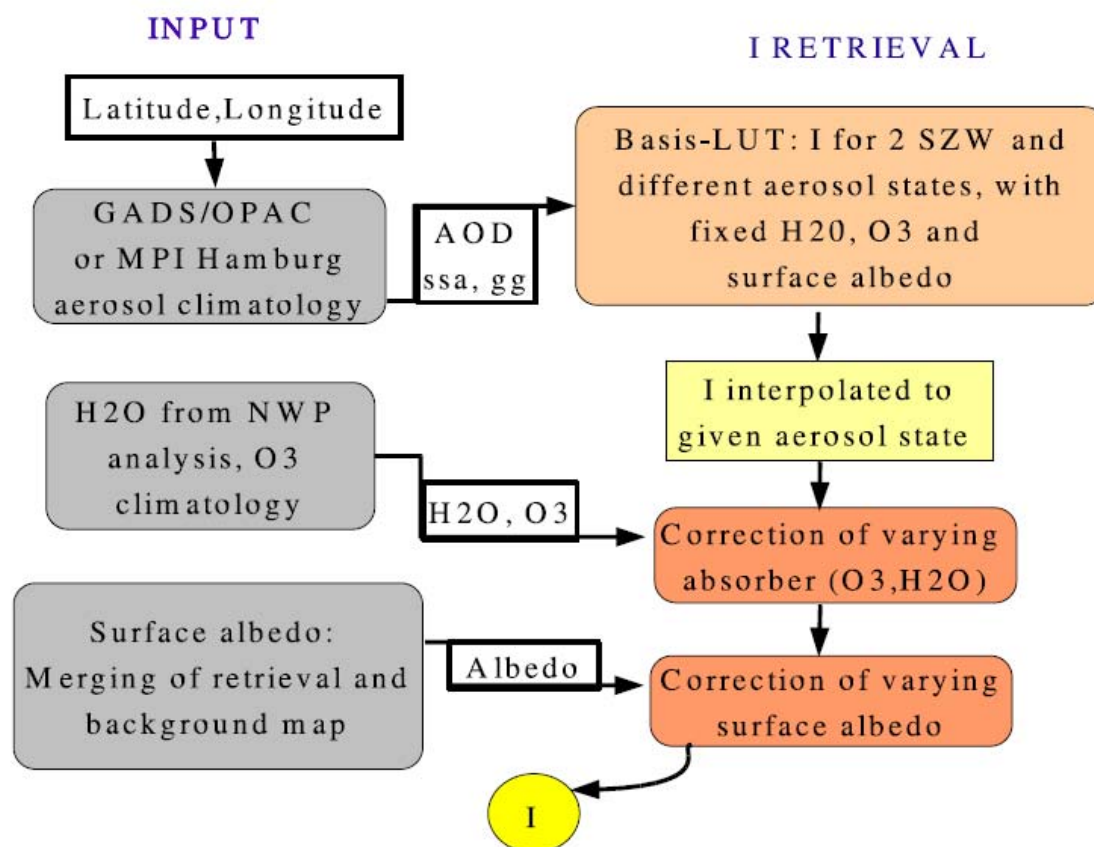 INPUT
I RETRIEVAL
Latitude,Longitude
GADS/OPAC
or MPI Hamburg
aerosol climatology
AOD
ssa, gg
Basis-LUT: I for 2 SZW and
different aerosol states, with
fixed H20, O3 and
surface albedo
I interpolated to
given aerosol state
H2O from NWP
analysis, O3
climatology
H2O, O3
Correction of varying
absorber (O3,H2O)
Surface albedo:
Merging of retrieval and
background map
Albedo
Correction of varying
surface albedo
I